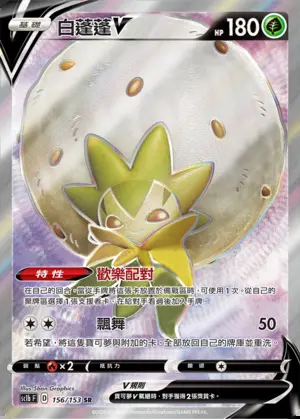 基礎 白蓬蓬V HP 180
特性 歡樂配對
在自己的回合，當從手牌將這張卡放於備戰區時，可使用1次。從自己的
牌庫選擇1張支援者卡，在給對手看過後加入手牌。
飄舞 50
若希望，將這隻寶可夢與附加的卡，全部放回自己的牌庫並重洗。
弱點 ×2 抵抗力 撤退
V規則
寶可夢V氣絕時，對手獲得2張獎賞卡。
sc1b F D 156/153 SR